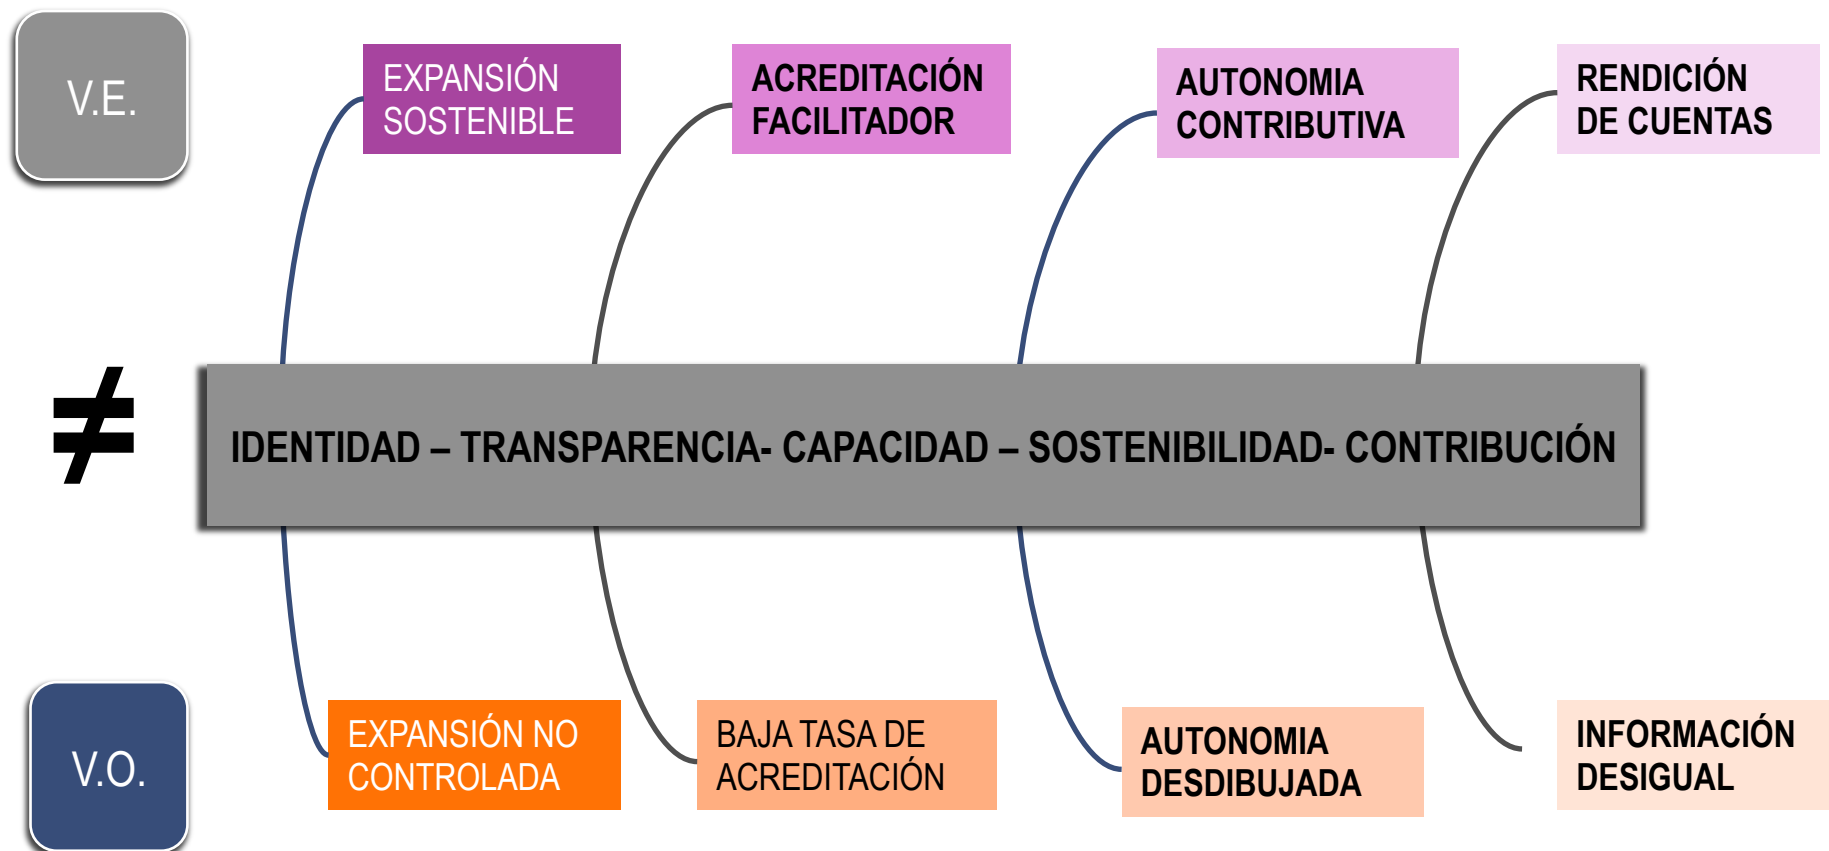 V.E.
EXPANSIÓN
SOSTENIBLE
ACREDITACIÓN
FACILITADOR
AUTONOMIA
CONTRIBUTIVA
RENDICIÓN
DE CUENTAS
≠
IDENTIDAD – TRANSPARENCIA- CAPACIDAD – SOSTENIBILIDAD- CONTRIBUCIÓN
V.O.
EXPANSIÓN NO
CONTROLADA
BAJA TASA DE
ACREDITACIÓN
AUTONOMIA
DESDIBUJADA
INFORMACIÓN
DESIGUAL